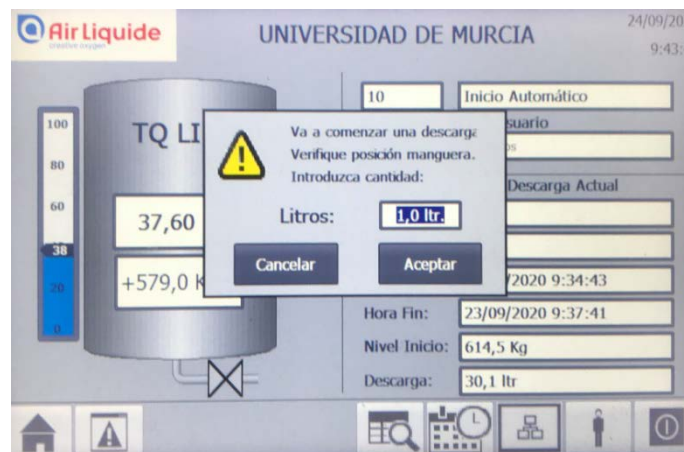 Air Liquide
creative oxygen
UNIVERSIDAD DE MURCIA
24/09/20
9:43:
10
Inicio Automático
suario
TQ LI
100
80
60
38
20
0
37,60
+579,0 K
Va a comenzar una descarga
Verifique posición manguera.
Introduzca cantidad:
Litros:
1,0 ltr.
Cancelar
Aceptar
Descarga Actual
/2020 9:34:43
Hora Fin:
23/09/2020 9:37:41
Nivel Inicio:
614,5 Kg
Descarga:
30,1 ltr